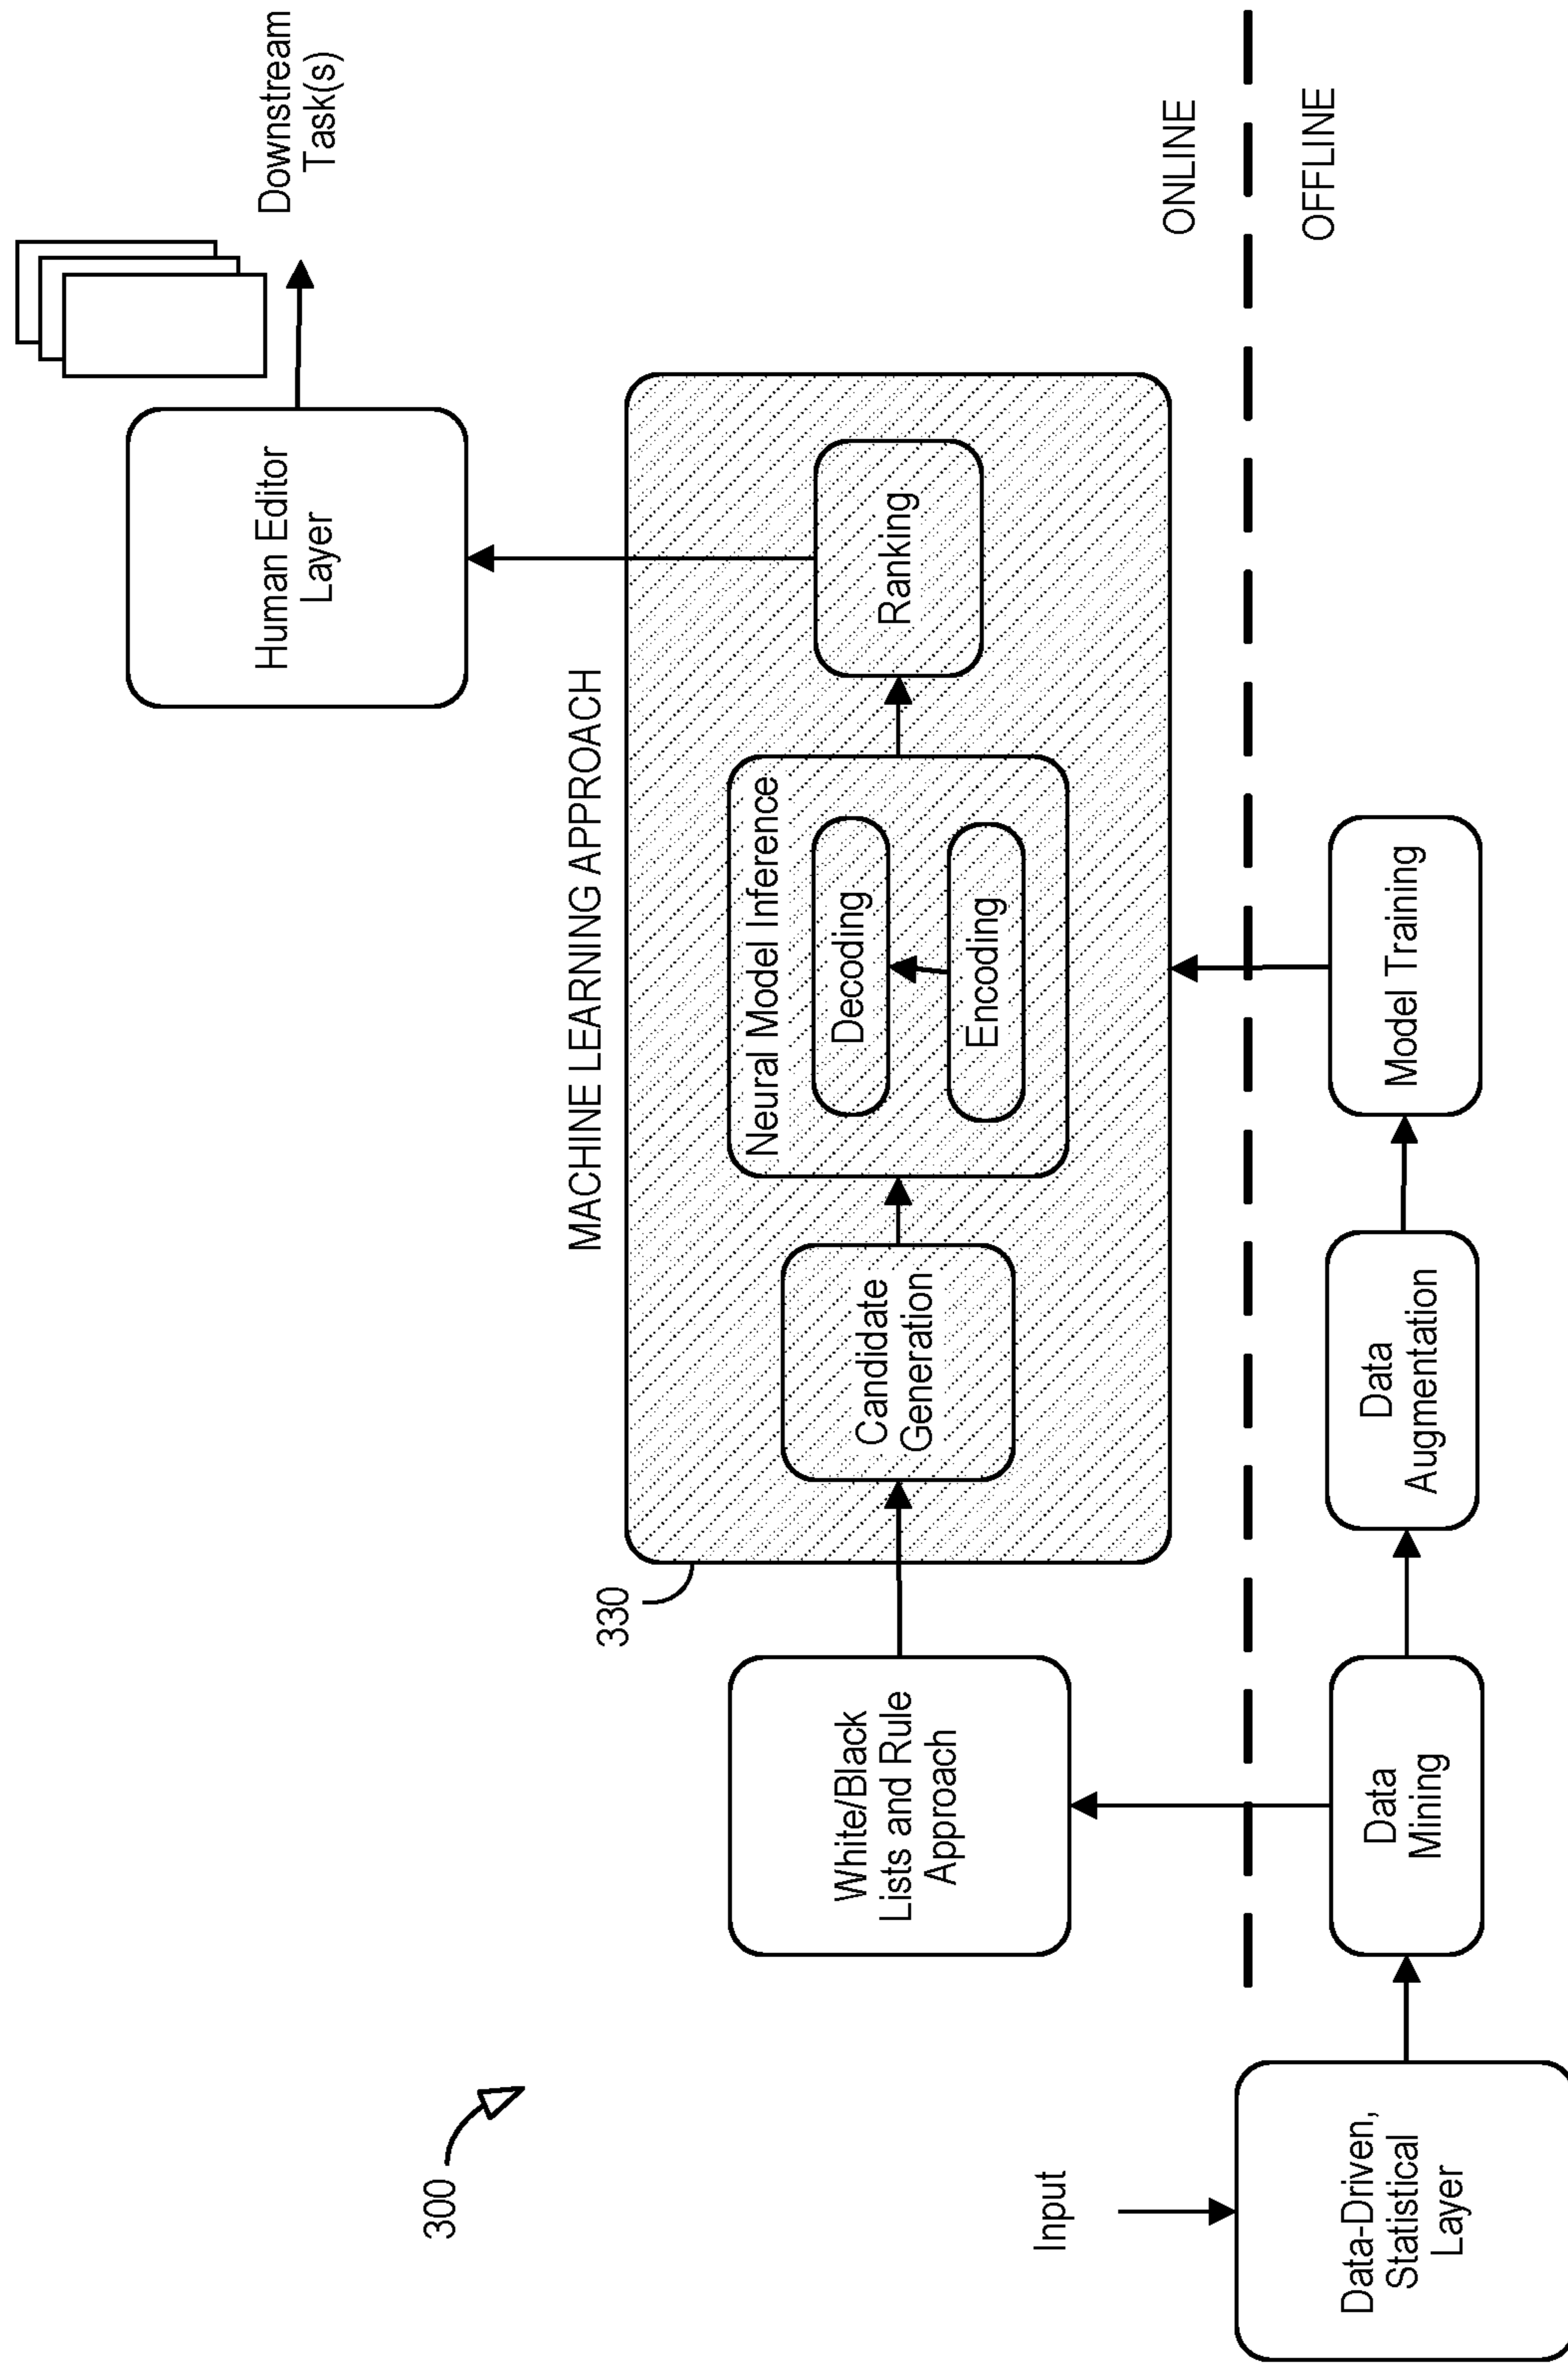 300
Input
Data-Driven,
Statistical
Layer
Data
Mining
White/Black
Lists and Rule
Approach
330
MACHINE LEARNING APPROACH
Candidate
Generation
Neural Model Inference
Decoding
Encoding
Ranking
Human Editor
Layer
Downstream
Task(s)
ONLINE
OFFLINE
Data
Augmentation
Model Training